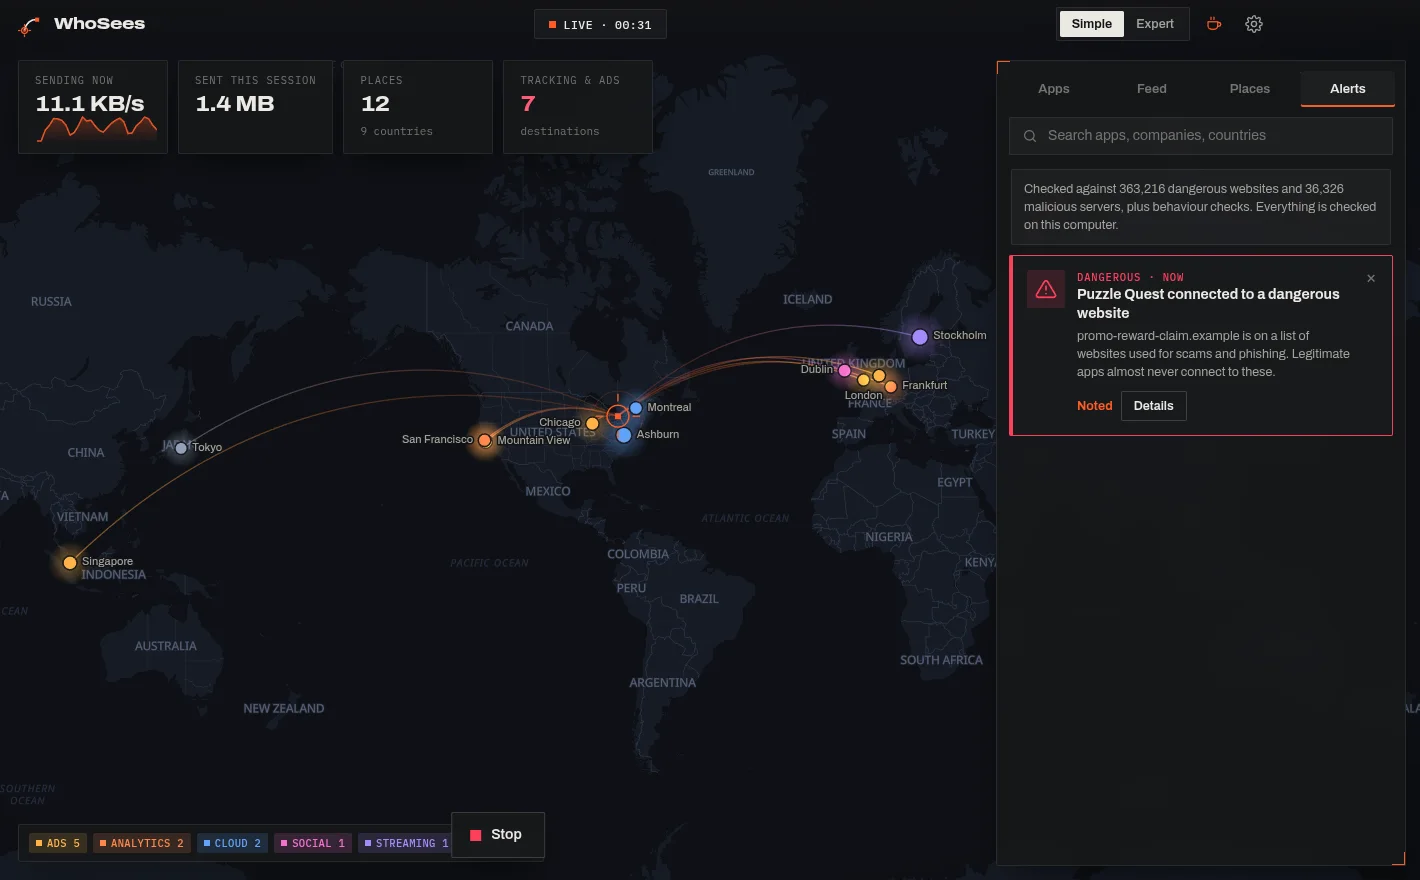 WhoSees
LIVE · 00:31
Simple
Expert
SENDING NOW
11.1 KB/s
SENT THIS SESSION
1.4 MB
PLACES
12
9 countries
TRACKING & ADS
7
destinations
Apps
Feed
Places
Alerts
Search apps, companies, countries
Checked against 363,216 dangerous websites and 36,326
malicious servers, plus behaviour checks. Everything is checked
on this computer.
DANGEROUS · NOW
Puzzle Quest connected to a dangerous
website
promo-reward-claim.example is on a list of
websites used for scams and phishing. Legitimate
apps almost never connect to these.
Noted
Details
GREENLAND
RUSSIA
ICELAND
CANADA
Stockholm
UNITED KINGDOM
Dublin
Frankfurt
London
FRANCE
Montreal
Chicago
UNITED STATES
Ashburn
San Francisco
Mountain View
SPAIN
TURKEY
Tokyo
CHINA
MEXICO
EGYPT
VIETNAM
ATLANTIC OCEAN
NIGERIA
COLOMBIA
PACIFIC OCEAN
Singapore
INDONESIA
PERU
BRAZIL
AUSTRALIA
SOUTH AFRICA
ARGENTINA
NEW ZEALAND
SOUTHERN
OCEAN
ADS 5
ANALYTICS 2
CLOUD 2
SOCIAL 1
STREAMING 1
Stop